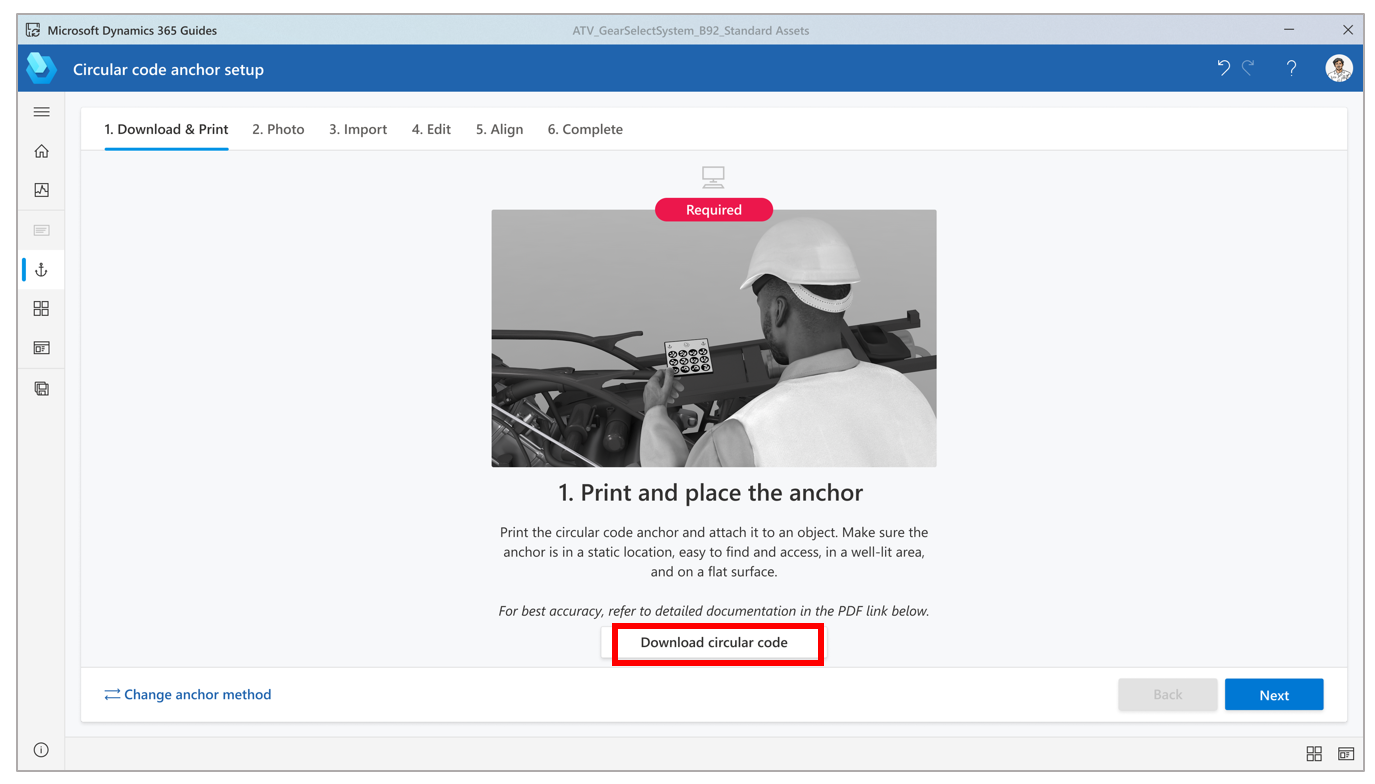 Microsoft Dynamics 365 Guides
ATV_GearSelectSystem_B92_Standard Assets
Circular code anchor setup
1. Download & Print
2. Photo
3. Import
4. Edit
5. Align
6. Complete
Required
1. Print and place the anchor
Print the circular code anchor and attach it to an object. Make sure the
anchor is in a static location, easy to find and access, in a well-lit area,
and on a flat surface.
For best accuracy, refer to detailed documentation in the PDF link below.
Download circular code
Change anchor method
Back
Next